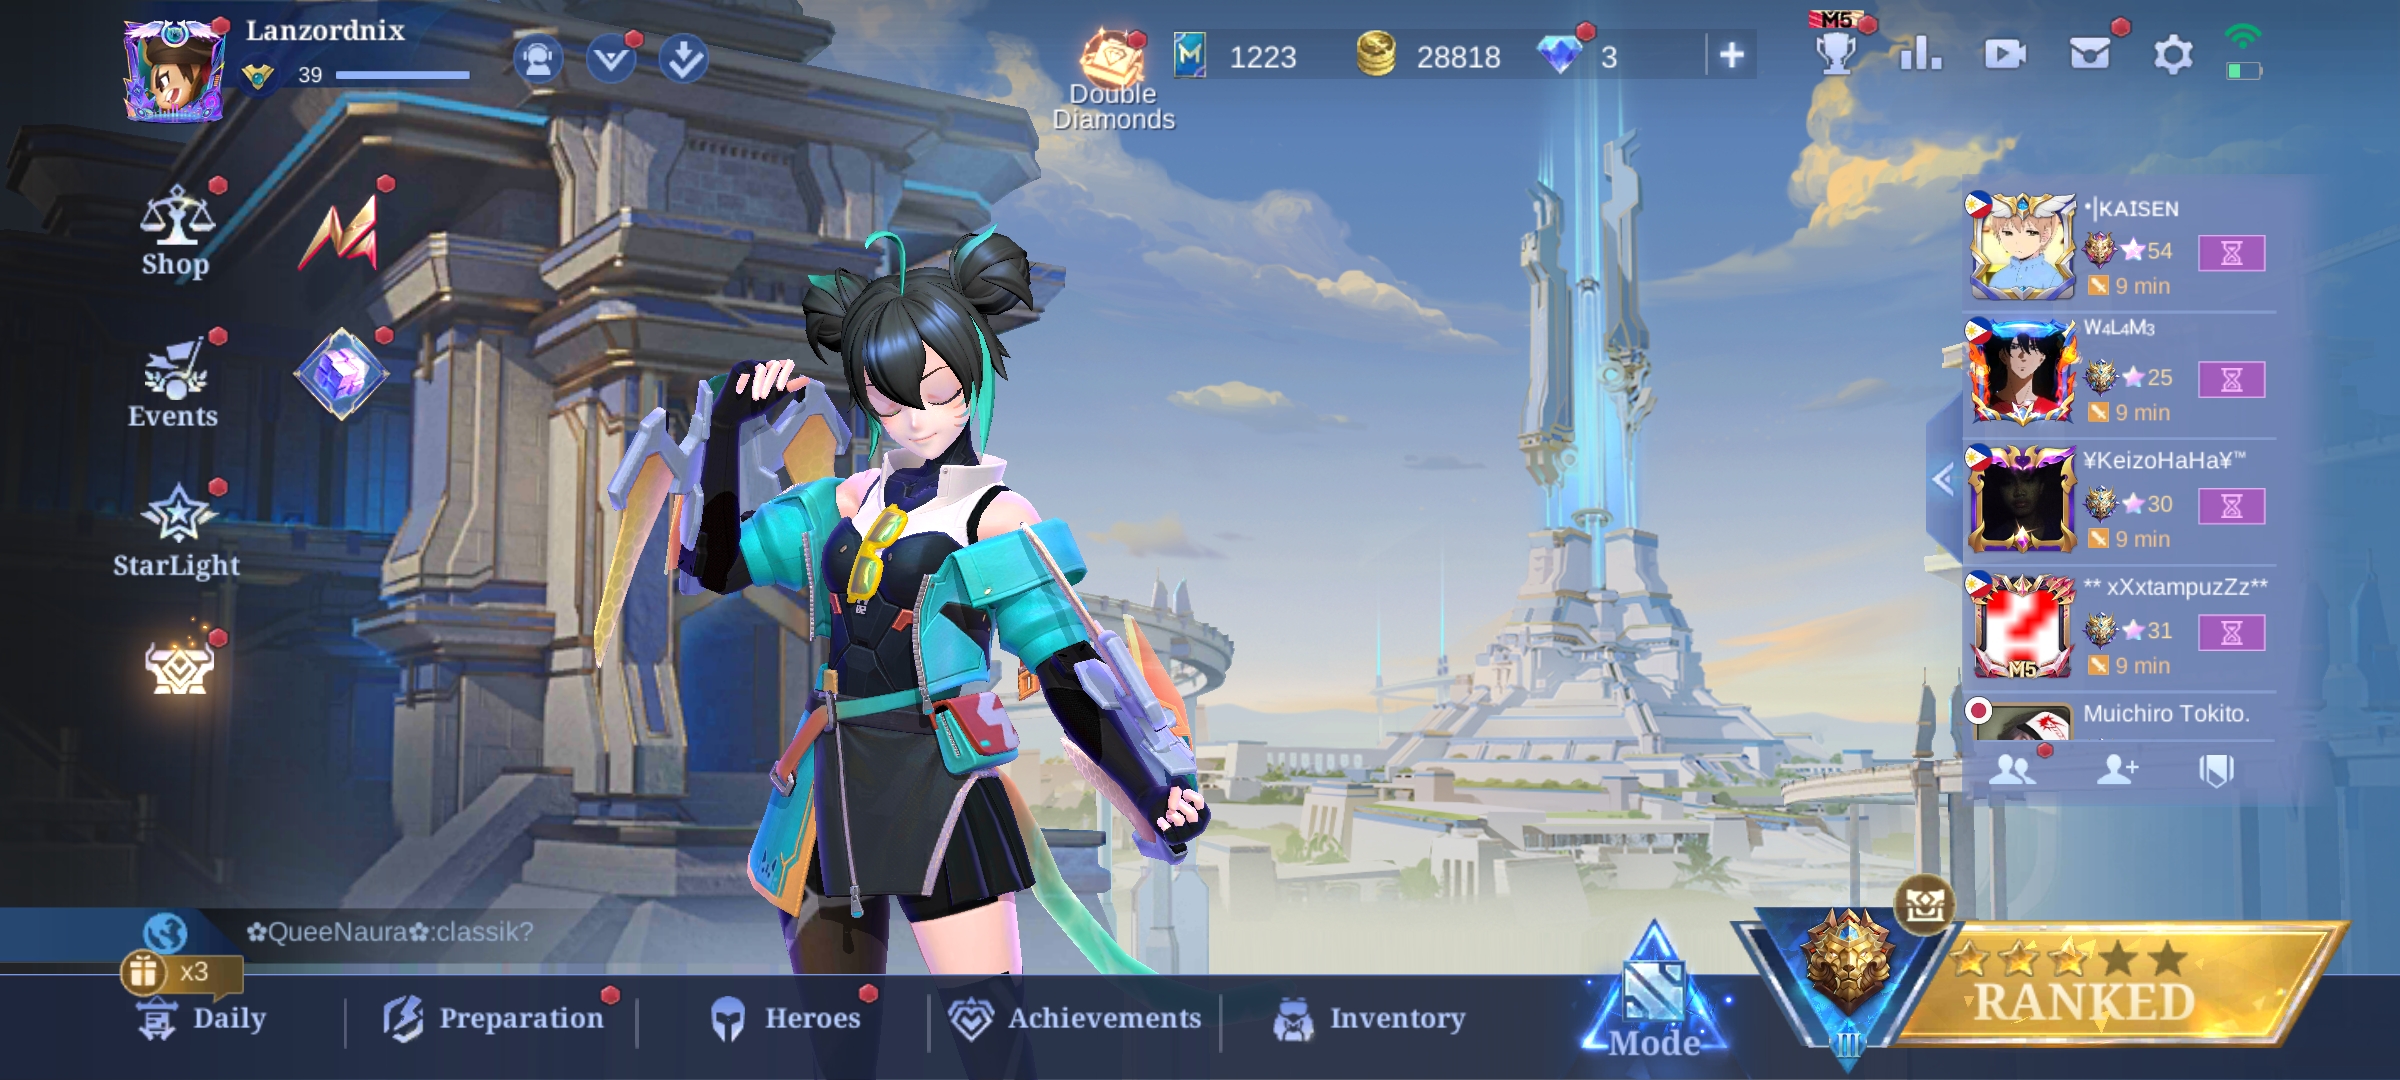 Lanzordnix
39
Double
Diamonds
1223
28818
3
M5
Shop
Events
StarLight
•|KAISEN
54
9 min
W4L4M3
25
9 min
¥KeizoHaHa¥™
30
9 min
** xXxtampuzZz**
31
9 min
M5
Muichiro Tokito.
✿QueeNaura✿:classik?
x3
Daily
Preparation
Heroes
Achievements
Inventory
Mode
III
RANKED